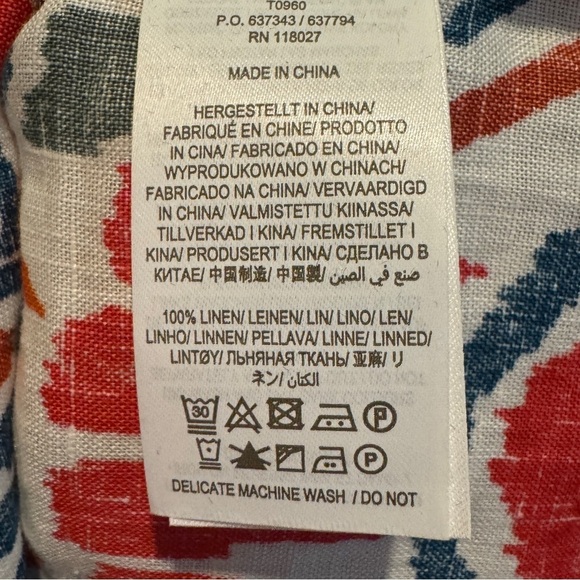 T0960
P.O. 637343 / 637794
RN 118027
MADE IN CHINA
HERGESTELLT IN CHINA/
FABRIQUÉ EN CHINE/ PRODOTTO
IN CINA/ FABRICADO EN CHINA/
WYPRODUKOWANO W CHINACH/
FABRICADO NA CHINA/ VERVAARDIGD
IN CHINA/ VALMISTETTU KIINASSA/
TILLVERKAD I KINA/ FREMSTILLET I
KINA/ PRODUSERT I KINA/ СДЕЛАНО В
КИТАЕ/ 中国制造/ 中国製/ صنع في الصين/
100% LINEN/ LEINEN/ LIN/ LINO/ LEN/
LINHO/ LINNEN/ PELLAVA/ LINNE/ LINNED/
LINTØY/ ЛЬНЯНАЯ ТКАНЬ/ 亚麻/ リ
ネン/ الكتان/
30
P
P
DELICATE MACHINE WASH / DO NOT